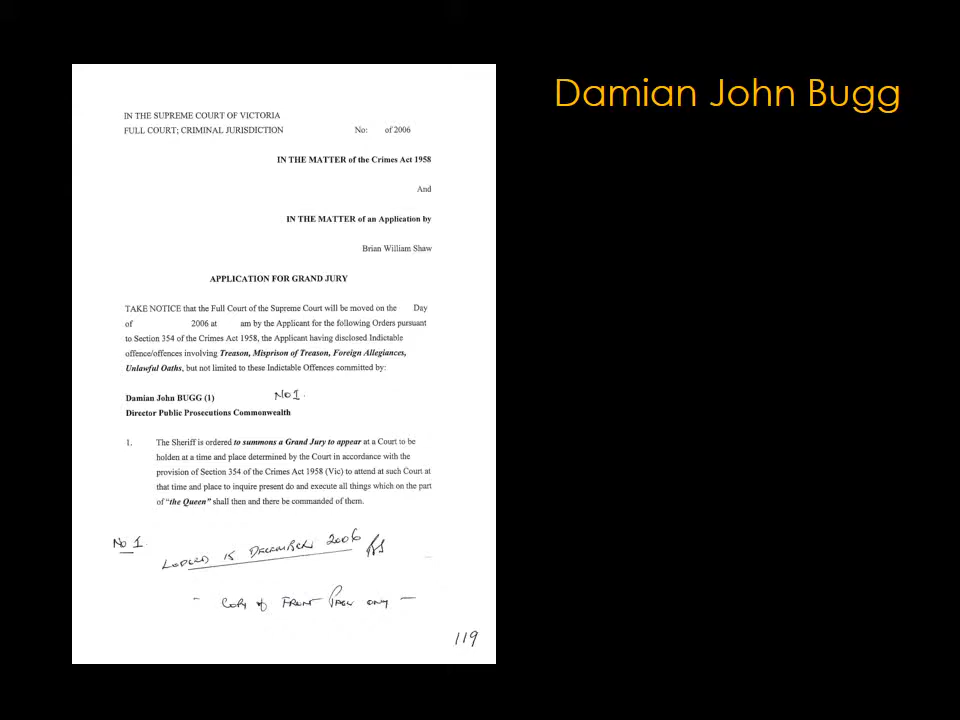 Damian John Bugg
IN THE SUPREME COURT OF VICTORIA
FULL COURT; CRIMINAL JURISDICTION No: of 2006
IN THE MATTER of the Crimes Act 1958
And
IN THE MATTER of an Application by
Brian William Shaw
APPLICATION FOR GRAND JURY
TAKE NOTICE that the Full Court of the Supreme Court will be moved on the Day
of 2006 at am by the Applicant for the following Orders pursuant
to Section 354 of the Crimes Act 1958, the Applicant having disclosed Indictable
offence/offences involving Treason, Misprison of Treason, Foreign Allegiances,
Unlawful Oaths, but not limited to these Indictable Offences committed by:
Damian John BUGG (1) No 1.
Director Public Prosecutions Commonwealth
1. The Sheriff is ordered to summons a Grand Jury to appear at a Court to be
holden at a time and place determined by the Court in accordance with the
provision of Section 354 of the Crimes Act 1958 (Vic) to attend at such Court at
that time and place to inquire present do and execute all things which on the part
of "the Queen" shall then and there be commanded of them.
No 1.
LODGED 15 DECEMBER 2006
- COPY of FRONT PAGE ONLY -
119